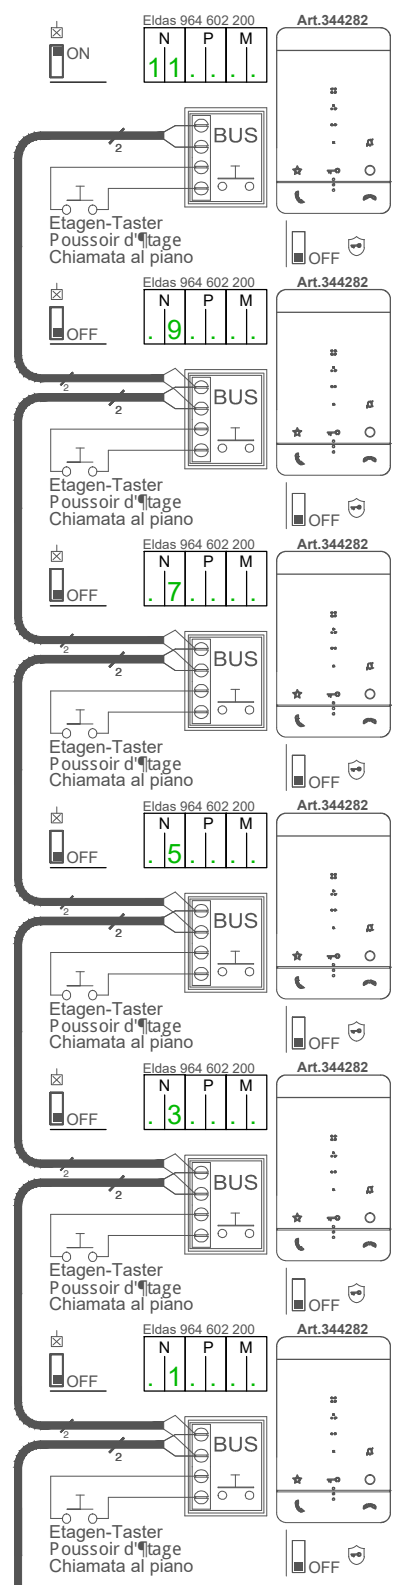 Eldas 964 602 200 Art.344282
ON
N P M
1 1 . . . .
BUS
2
Etagen-Taster
Poussoir d'¶tage
Chiamata al piano
OFF
Eldas 964 602 200 Art.344282
OFF
N P M
. 9 . . . .
BUS
2
2
Etagen-Taster
Poussoir d'¶tage
Chiamata al piano
OFF
Eldas 964 602 200 Art.344282
OFF
N P M
. 7 . . . .
BUS
2
2
Etagen-Taster
Poussoir d'¶tage
Chiamata al piano
OFF
Eldas 964 602 200 Art.344282
OFF
N P M
. 5 . . . .
BUS
2
2
Etagen-Taster
Poussoir d'¶tage
Chiamata al piano
OFF
Eldas 964 602 200 Art.344282
OFF
N P M
. 3 . . . .
BUS
2
2
Etagen-Taster
Poussoir d'¶tage
Chiamata al piano
OFF
Eldas 964 602 200 Art.344282
OFF
N P M
. 1 . . . .
BUS
2
2
Etagen-Taster
Poussoir d'¶tage
Chiamata al piano
OFF